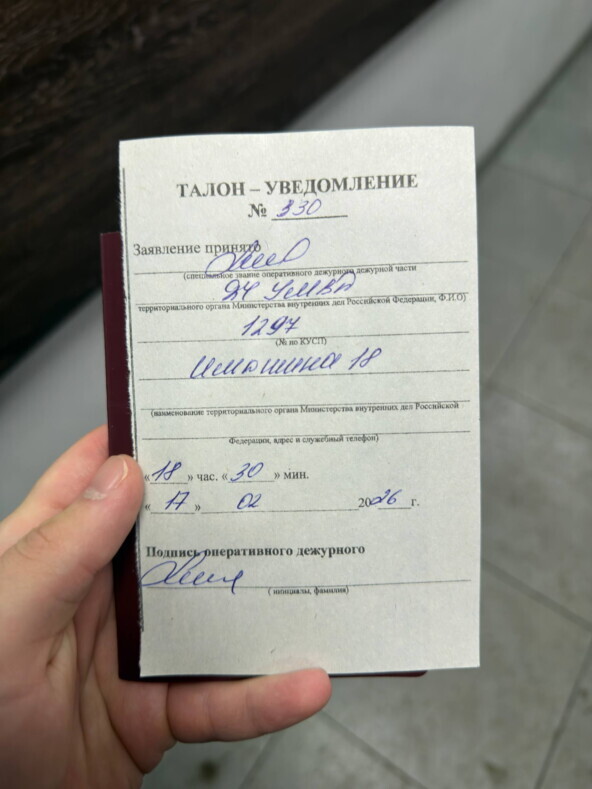 ТАЛОН – УВЕДОМЛЕНИЕ
№ 330
Заявление принято
(специальное звание оперативного дежурного дежурной части
ДЧ УМВД
территориального органа Министерства внутренних дел Российской Федерации, Ф.И.О)
1297
(№ по КУСП)
18
(наименование территориального органа Министерства внутренних дел Российской
Федерации, адрес и служебный телефон)
«18» час. «30» мин.
«17» 02 2026 г.
Подпись оперативного дежурного
( инициалы, фамилия)